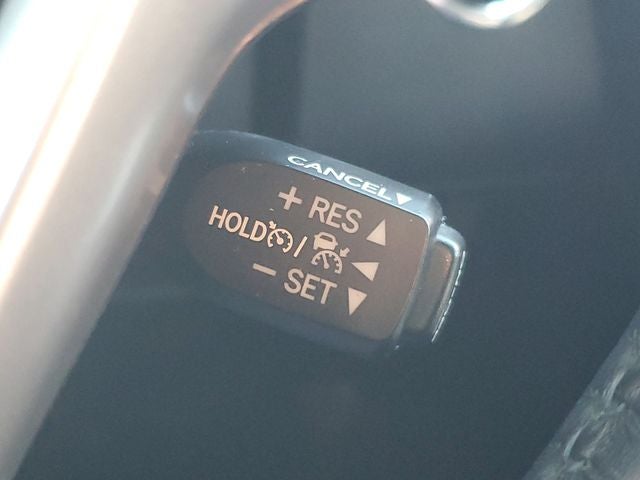 CANCEL▼
+ RES ▲
HOLD / ◀
− SET ▼